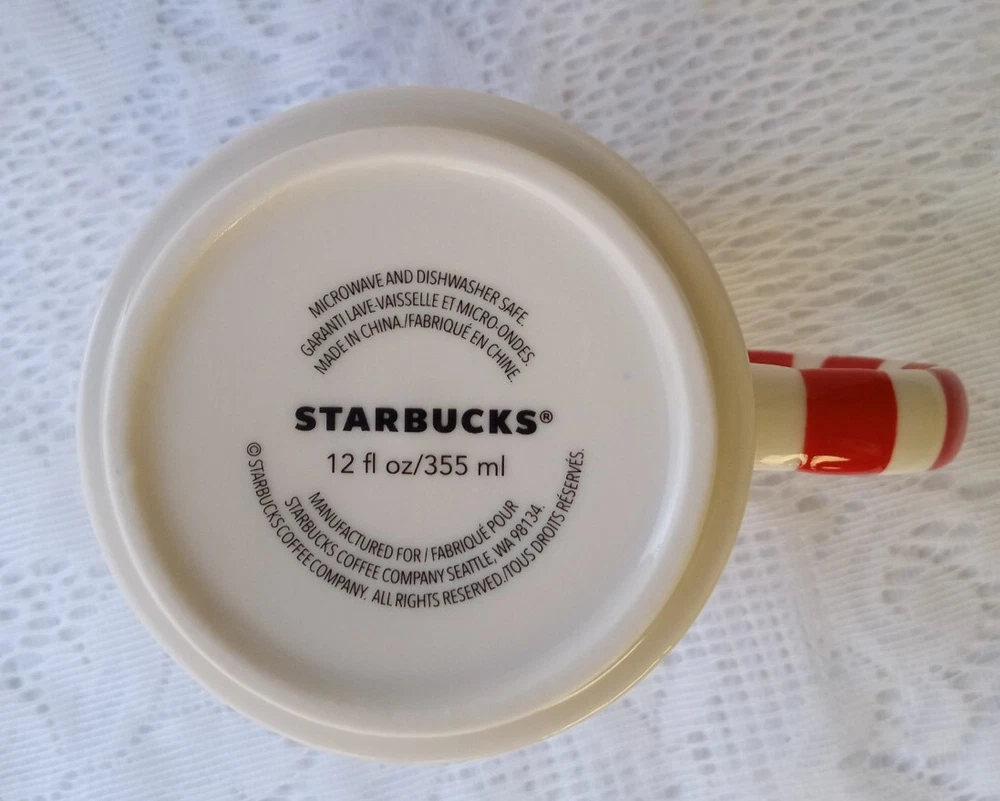 MICROWAVE AND DISHWASHER SAFE.
GARANTI LAVE-VAISSELLE ET MICRO-ONDES.
MADE IN CHINA./FABRIQUÉ EN CHINE.
STARBUCKS®
12 fl oz/355 ml
MANUFACTURED FOR / FABRIQUÉ POUR
STARBUCKS COFFEE COMPANY SEATTLE, WA 98134.
© STARBUCKS COFFEE COMPANY. ALL RIGHTS RESERVED./TOUS DROITS RÉSERVÉS.